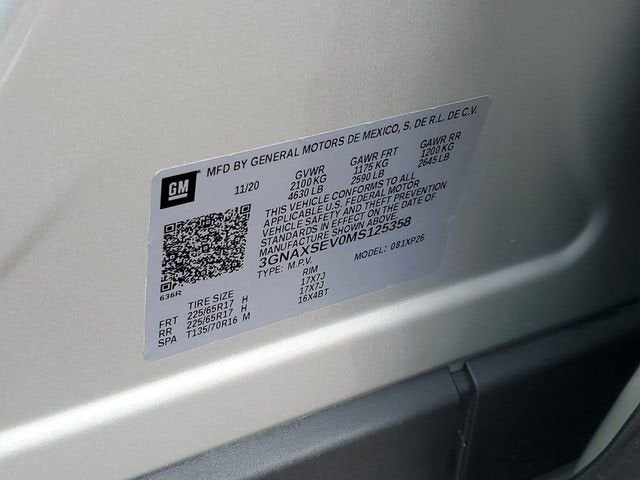 GM
MFD BY GENERAL MOTORS DE MEXICO, S. DE R.L. DE C.V.
11/20 GVWR GAWR FRT GAWR RR
2100 KG 1175 KG 1200 KG
4630 LB 2590 LB 2645 LB
THIS VEHICLE CONFORMS TO ALL
APPLICABLE U.S. FEDERAL MOTOR
VEHICLE SAFETY AND THEFT PREVENTION
STANDARDS IN EFFECT ON THE DATE OF
MANUFACTURE SHOWN ABOVE.
3GNAXSEV0MS125358
TYPE: M.P.V. MODEL: 081XP26
636R
TIRE SIZE RIM
FRT 225/65R17 H 17X7J
RR 225/65R17 H 17X7J
SPA T135/70R16 M 16X4BT